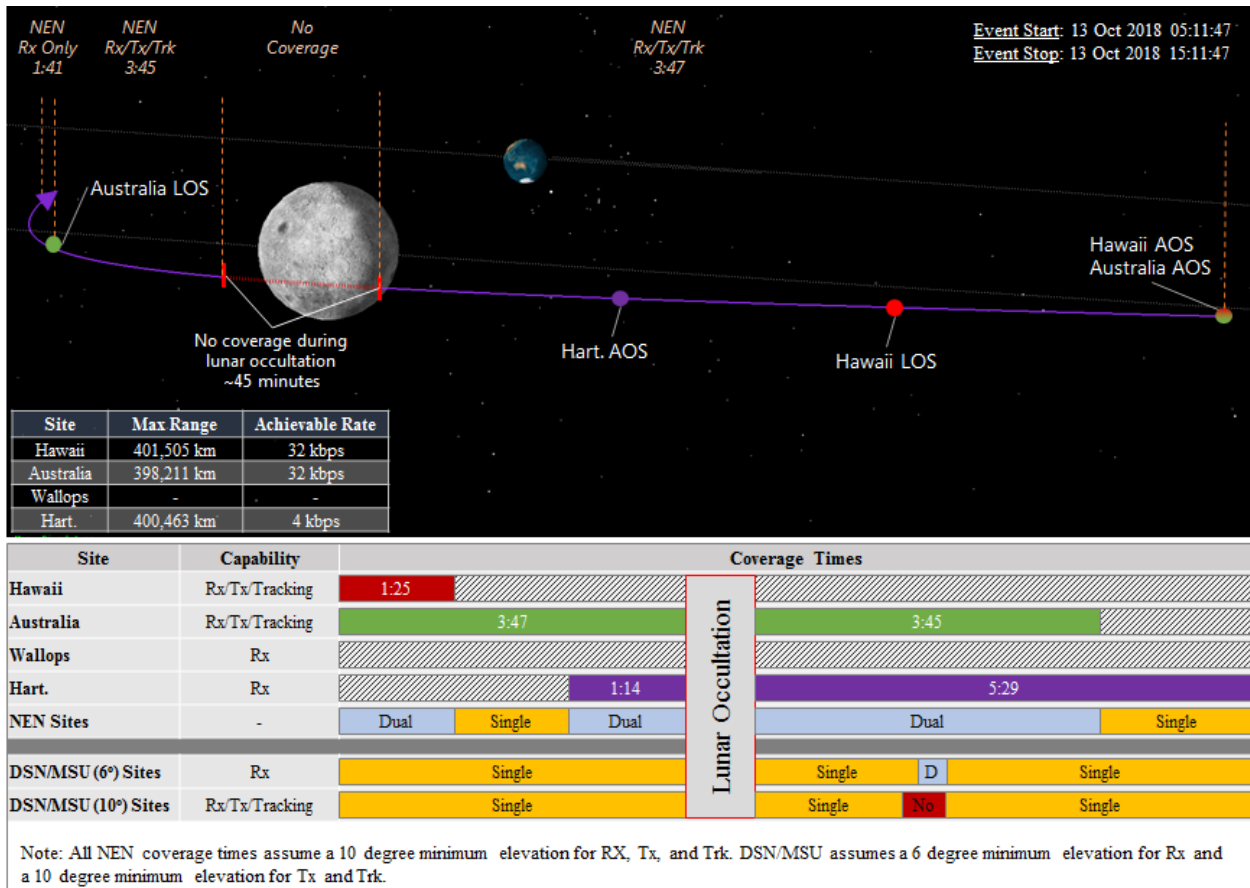 NEN
Rx Only
1:41
NEN
Rx/Tx/Trk
3:45
No
Coverage
NEN
Rx/Tx/Trk
3:47
Event Start: 13 Oct 2018 05:11:47
Event Stop: 13 Oct 2018 15:11:47
Australia LOS
Hawaii AOS
Australia AOS
No coverage during
lunar occultation
~45 minutes
Hart. AOS
Hawaii LOS
Site Max Range Achievable Rate
Hawaii 401,505 km 32 kbps
Australia 398,211 km 32 kbps
Wallops - -
Hart. 400,463 km 4 kbps
Site Capability Coverage Times
Hawaii Rx/Tx/Tracking 1:25
Australia Rx/Tx/Tracking 3:47 3:45
Wallops Rx
Hart. Rx 1:14 5:29
NEN Sites - Dual Single Dual Dual Single
Lunar Occultation
DSN/MSU (6º) Sites Rx Single Single D Single
DSN/MSU (10º) Sites Rx/Tx/Tracking Single Single No Single
Note: All NEN coverage times assume a 10 degree minimum elevation for RX, Tx, and Trk. DSN/MSU assumes a 6 degree minimum elevation for Rx and
a 10 degree minimum elevation for Tx and Trk.